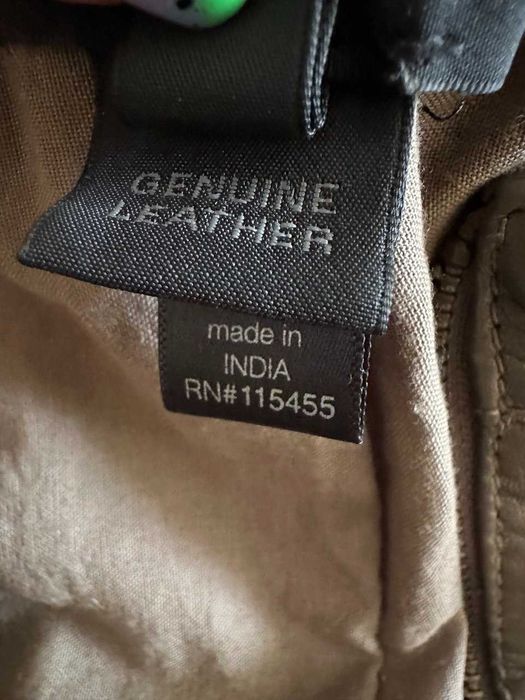 GENUINE
LEATHER
made in
INDIA
RN#115455